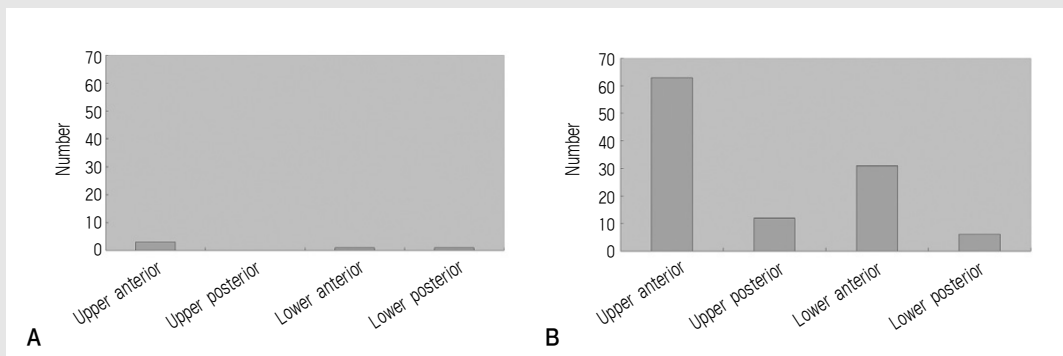 70
60
50
40
30
20
10
0
Number
Upper anterior
Upper posterior
Lower anterior
Lower posterior
A
70
60
50
40
30
20
10
0
Number
Upper anterior
Upper posterior
Lower anterior
Lower posterior
B